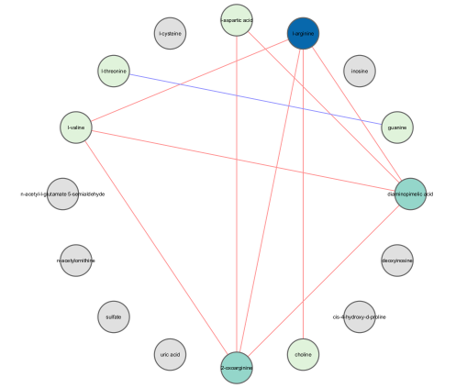 l-aspartic acid
l-cysteine
l-arginine
l-threonine
inosine
l-valine
guanine
n-acetyl-l-glutamate 5-semialdehyde
diaminopimelic acid
n-acetylornithine
deoxyinosine
sulfate
cis-4-hydroxy-d-proline
uric acid
choline
2-oxoarginine